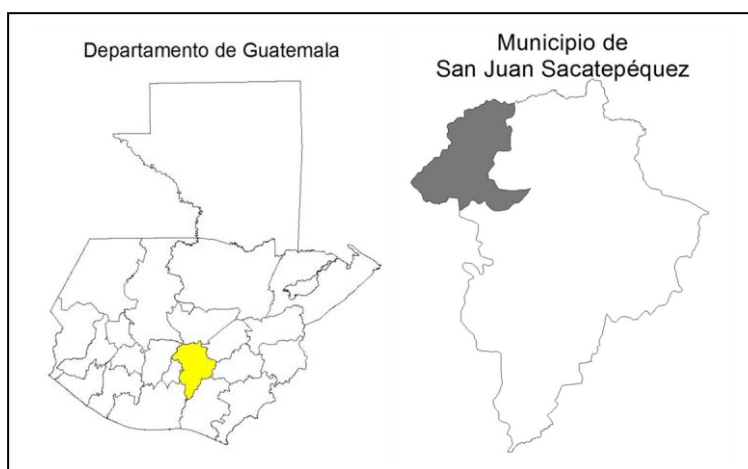 Departamento de Guatemala
Municipio de
San Juan Sacatepéquez